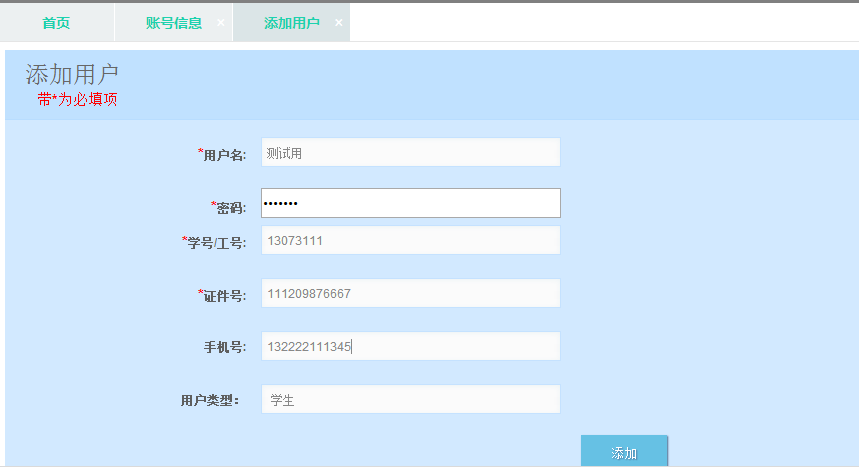 首页 账号信息 × 添加用户 ×
添加用户
带*为必填项
*用户名: 测试用
*密码: •••••••
*学号/工号: 13073111
*证件号: 111209876667
手机号: 132222111345
用户类型： 学生
添加